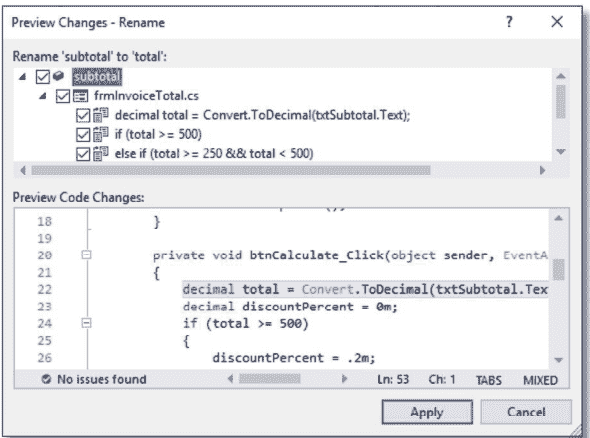 Preview Changes - Rename ? ×
Rename 'subtotal' to 'total':
subtotal
frmInvoiceTotal.cs
decimal total = Convert.ToDecimal(txtSubtotal.Text);
if (total >= 500)
else if (total >= 250 && total < 500)
Preview Code Changes:
18 }
19
20 private void btnCalculate_Click(object sender, EventA
21 {
22 decimal total = Convert.ToDecimal(txtSubtotal.Tex
23 decimal discountPercent = 0m;
24 if (total >= 500)
25 {
26 discountPercent = .2m;
No issues found Ln: 53 Ch: 1 TABS MIXED
Apply Cancel